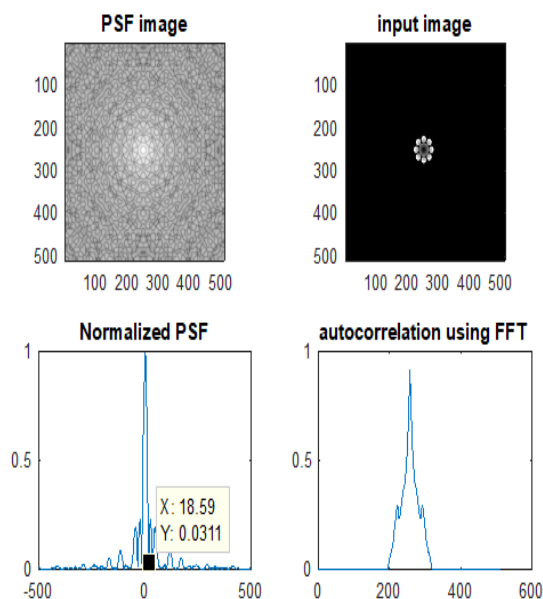 PSF image
100
200
300
400
500
100 200 300 400 500
input image
100
200
300
400
500
100 200 300 400 500
Normalized PSF
1
0.5
0
-500 0 500
X: 18.59
Y: 0.0311
autocorrelation using FFT
1
0.5
0
0 200 400 600